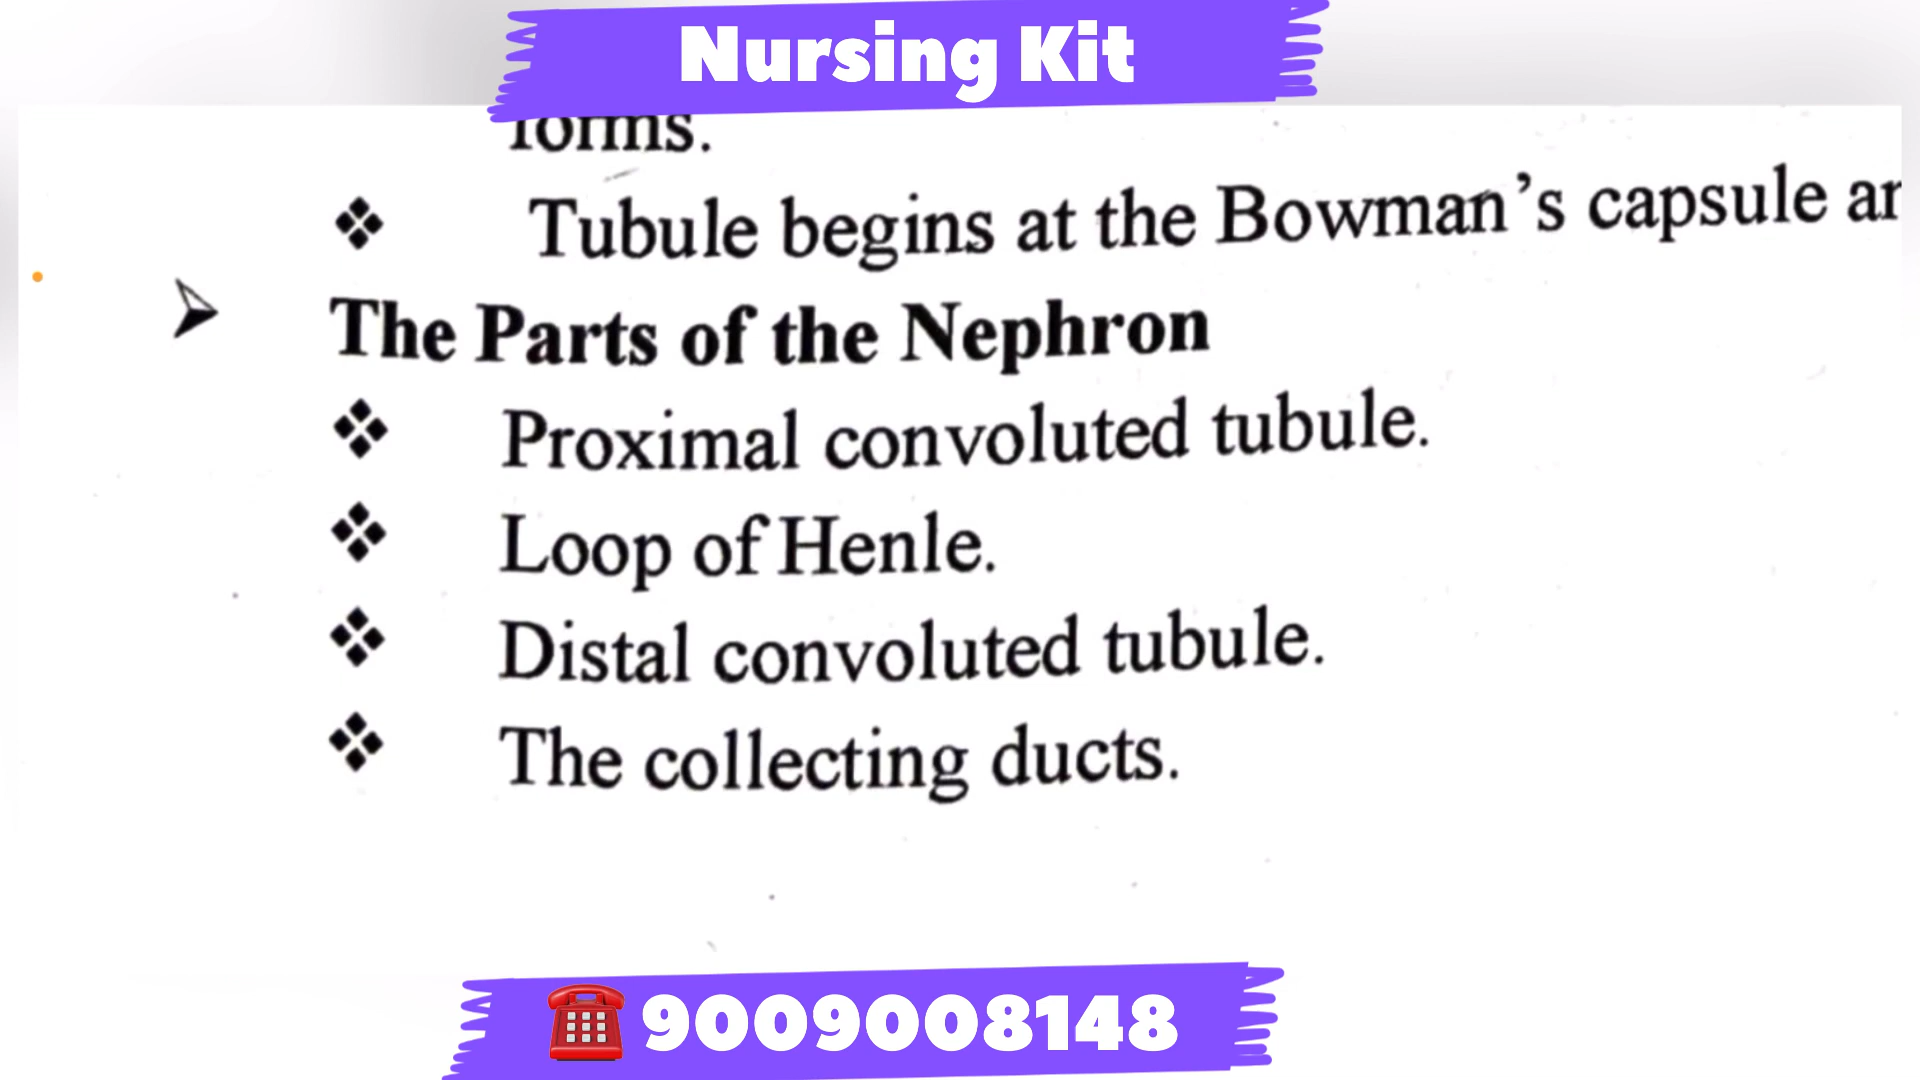 Nursing Kit
forms.
❖ Tubule begins at the Bowman's capsule
➢ The Parts of the Nephron
❖ Proximal convoluted tubule.
❖ Loop of Henle.
❖ Distal convoluted tubule.
❖ The collecting ducts.
☎️9009008148